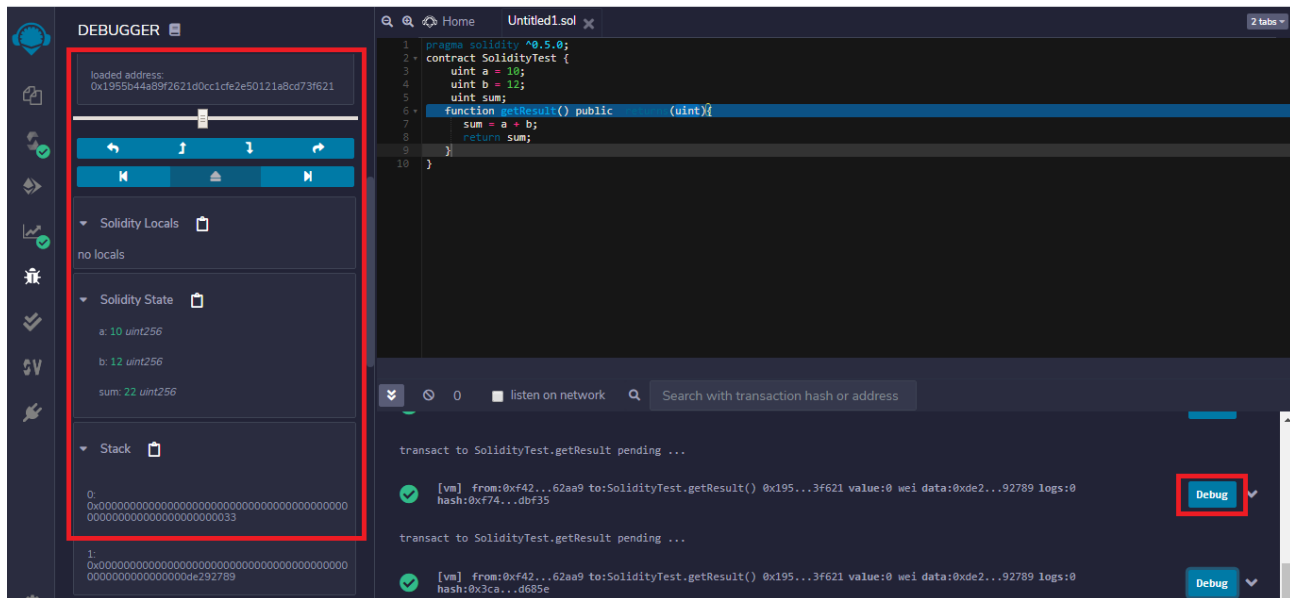 DEBUGGER
loaded address:
0x1955b44a89f2621d0cc1cfe2e50121a8cd73f621
Solidity Locals
no locals
Solidity State
a: 10 uint256
b: 12 uint256
sum: 22 uint256
Stack
0:
0x00000000000000000000000000000000000000
00000000000000000000000033
1:
0x00000000000000000000000000000000000000
000000000000000000de292789
Home
Untitled1.sol
2 tabs
1 pragma solidity ^0.5.0;
2 contract SolidityTest {
3 uint a = 10;
4 uint b = 12;
5 uint sum;
6 function getResult() public returns (uint){
7 sum = a + b;
8 return sum;
9 }
10 }
0
listen on network
Search with transaction hash or address
transact to SolidityTest.getResult pending ...
[vm] from:0xf42...62aa9 to:SolidityTest.getResult() 0x195...3f621 value:0 wei data:0xde2...92789 logs:0
hash:0xf74...dbf35
Debug
transact to SolidityTest.getResult pending ...
[vm] from:0xf42...62aa9 to:SolidityTest.getResult() 0x195...3f621 value:0 wei data:0xde2...92789 logs:0
hash:0x3ca...d685e
Debug